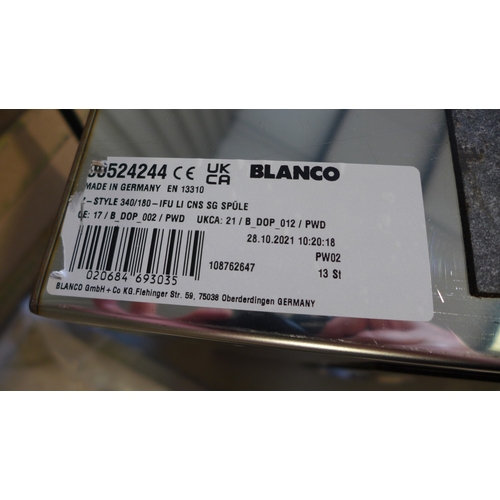 524244 CE UK CA BLANCO
MADE IN GERMANY EN 13310
-STYLE 340/180-IFU LI CNS SG SPÜLE
17/B_DOP_002/PWD UKCA: 21/B_DOP_012/PWD
28.10.2021 10:20:18
PW02
108762647
13 St
020684 693035
BLANCO GmbH+Co KG.Flehinger Str. 59, 75038 Oberderdingen GERMANY